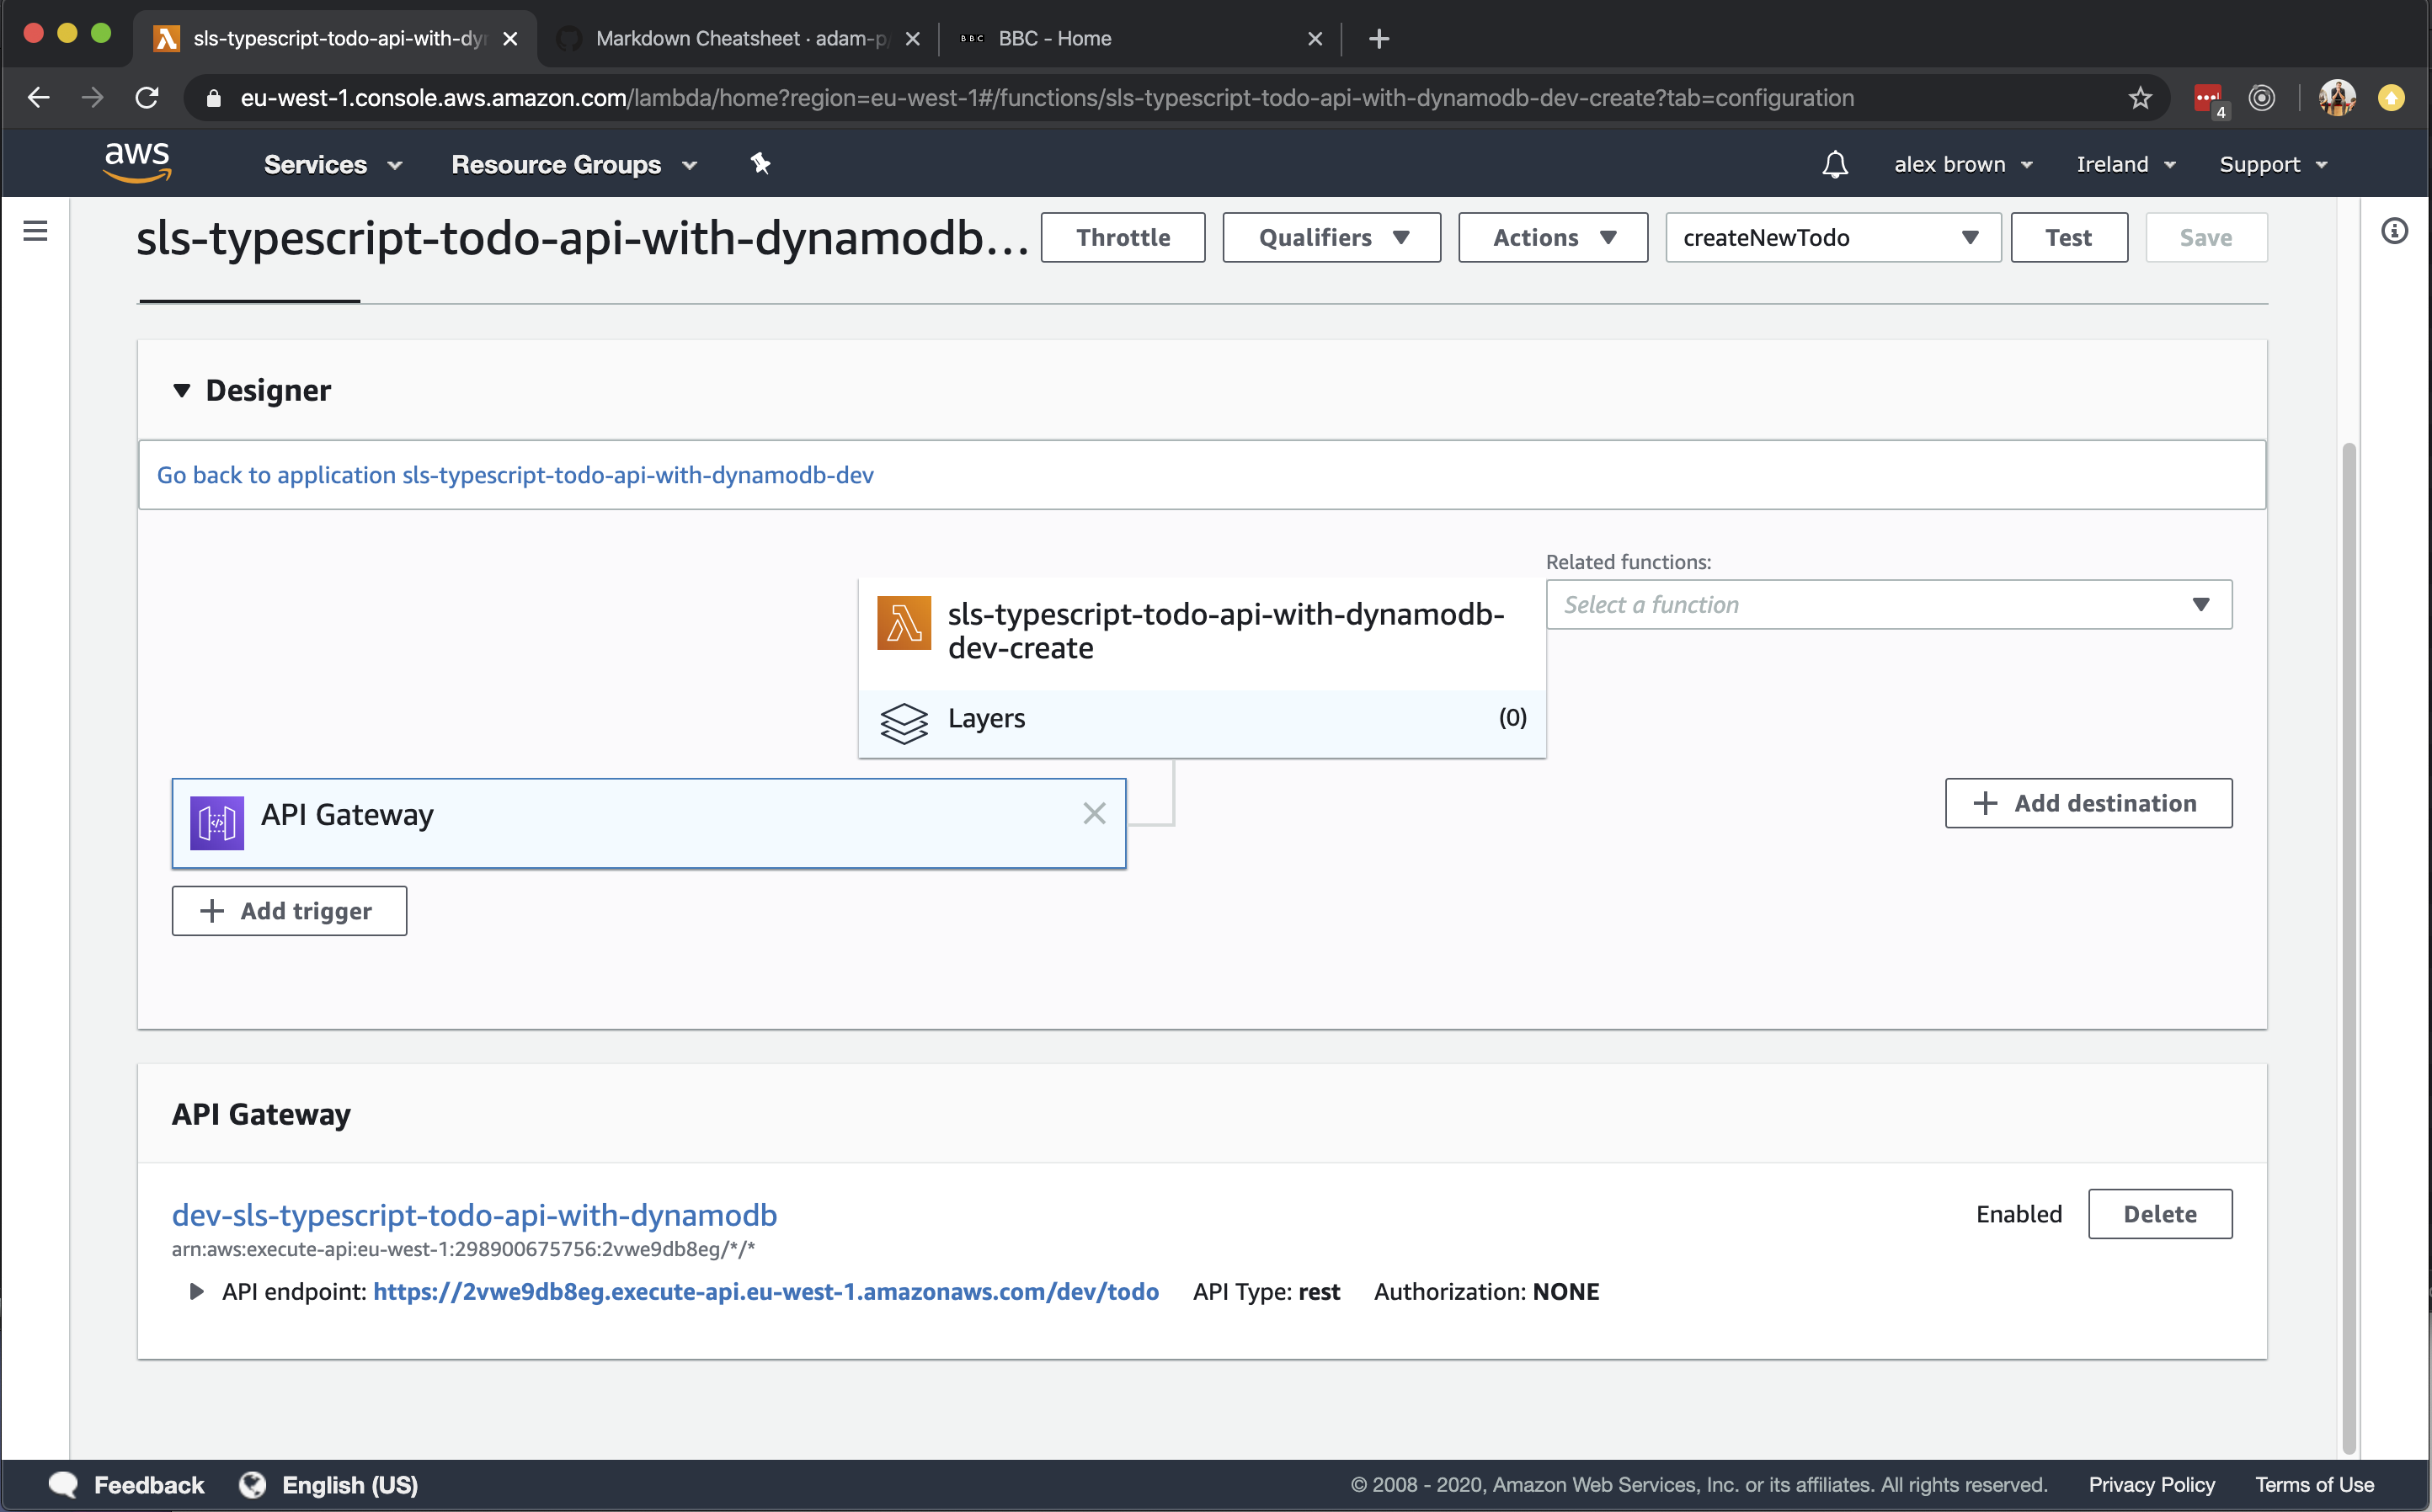 sls-typescript-todo-api-with-dy
Markdown Cheatsheet · adam-p/
BBC BBC - Home
eu-west-1.console.aws.amazon.com/lambda/home?region=eu-west-1#/functions/sls-typescript-todo-api-with-dynamodb-dev-create?tab=configuration
4
aws Services Resource Groups alex brown Ireland Support
sls-typescript-todo-api-with-dynamodb... Throttle Qualifiers Actions createNewTodo Test Save
Designer
Go back to application sls-typescript-todo-api-with-dynamodb-dev
Related functions:
Select a function
sls-typescript-todo-api-with-dynamodb-
dev-create
Layers (0)
API Gateway
Add destination
Add trigger
API Gateway
dev-sls-typescript-todo-api-with-dynamodb Enabled Delete
arn:aws:execute-api:eu-west-1:298900675756:2vwe9db8eg/*/*
API endpoint: https://2vwe9db8eg.execute-api.eu-west-1.amazonaws.com/dev/todo API Type: rest Authorization: NONE
Feedback English (US) © 2008 - 2020, Amazon Web Services, Inc. or its affiliates. All rights reserved. Privacy Policy Terms of Use